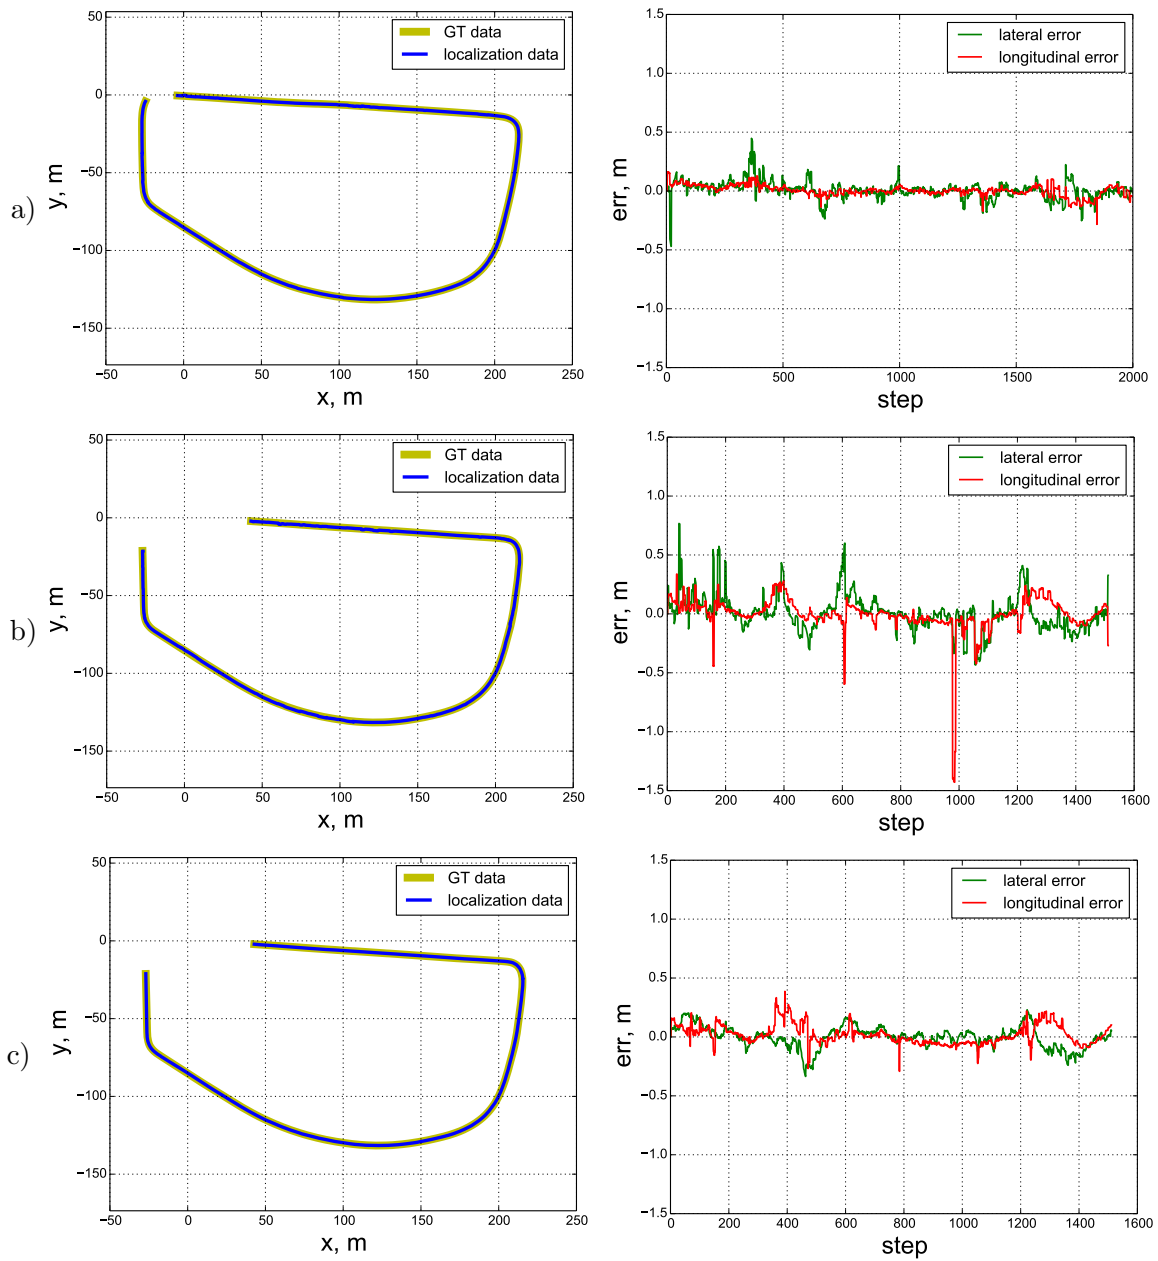 a)
50
0
−50
−100
−150
y, m
−50 0 50 100 150 200 250
x, m
GT data
localization data
1.5
1.0
0.5
0.0
−0.5
−1.0
−1.5
err, m
0 500 1000 1500 2000
step
lateral error
longitudinal error
b)
50
0
−50
−100
−150
y, m
−50 0 50 100 150 200 250
x, m
GT data
localization data
1.5
1.0
0.5
0.0
−0.5
−1.0
−1.5
err, m
0 200 400 600 800 1000 1200 1400 1600
step
lateral error
longitudinal error
c)
50
0
−50
−100
−150
y, m
−50 0 50 100 150 200 250
x, m
GT data
localization data
1.5
1.0
0.5
0.0
−0.5
−1.0
−1.5
err, m
0 200 400 600 800 1000 1200 1400 1600
step
lateral error
longitudinal error